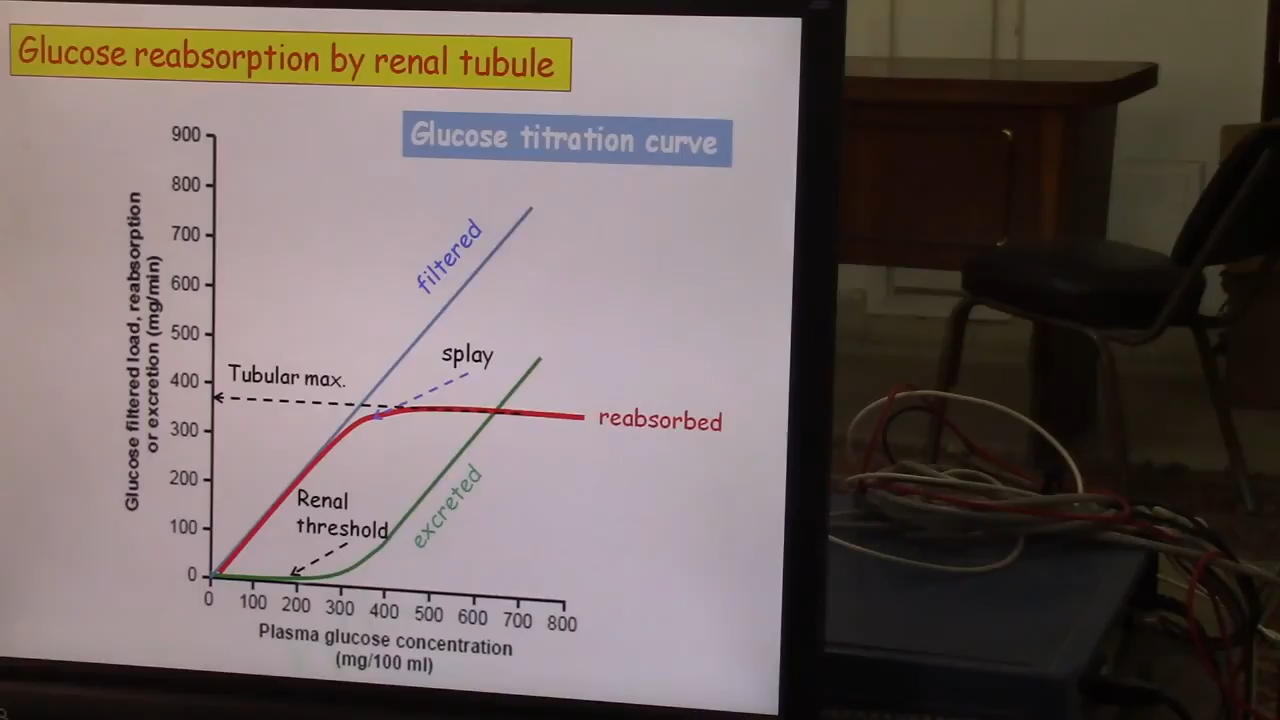 Glucose reabsorption by renal tubule
Glucose titration curve
Glucose filtered load, reabsorption
or excretion (mg/min)
900
800
700
600
500
400
300
200
100
0
filtered
splay
Tubular max.
reabsorbed
Renal
threshold
excreted
0 100 200 300 400 500 600 700 800
Plasma glucose concentration
(mg/100 ml)